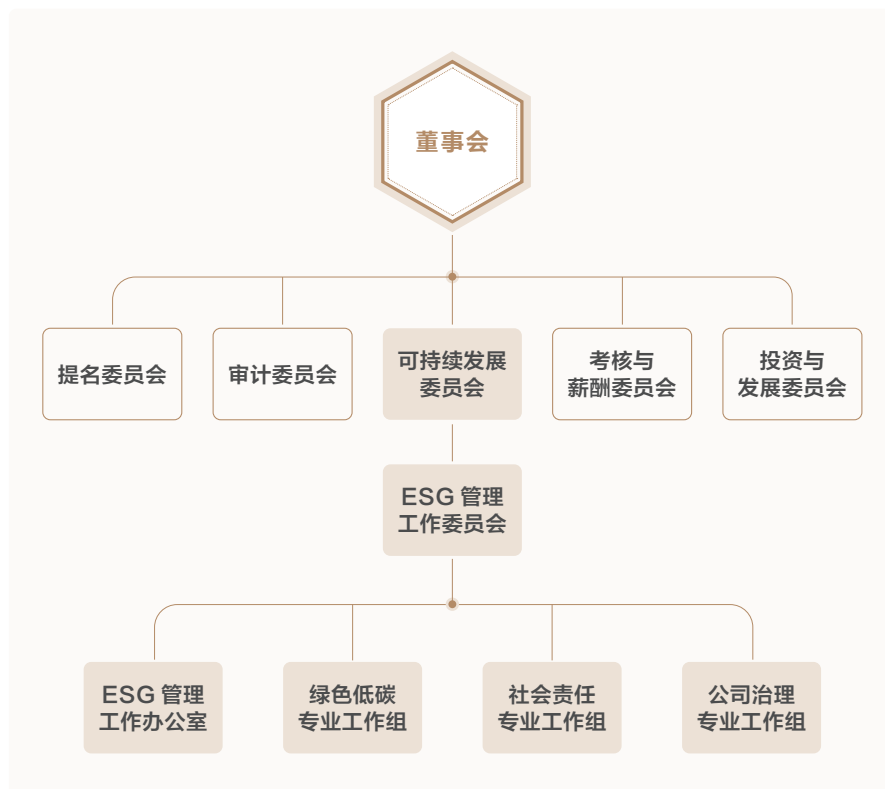 董事会
提名委员会
审计委员会
可持续发展
委员会
考核与
薪酬委员会
投资与
发展委员会
ESG 管理
工作委员会
ESG 管理
工作办公室
绿色低碳
专业工作组
社会责任
专业工作组
公司治理
专业工作组